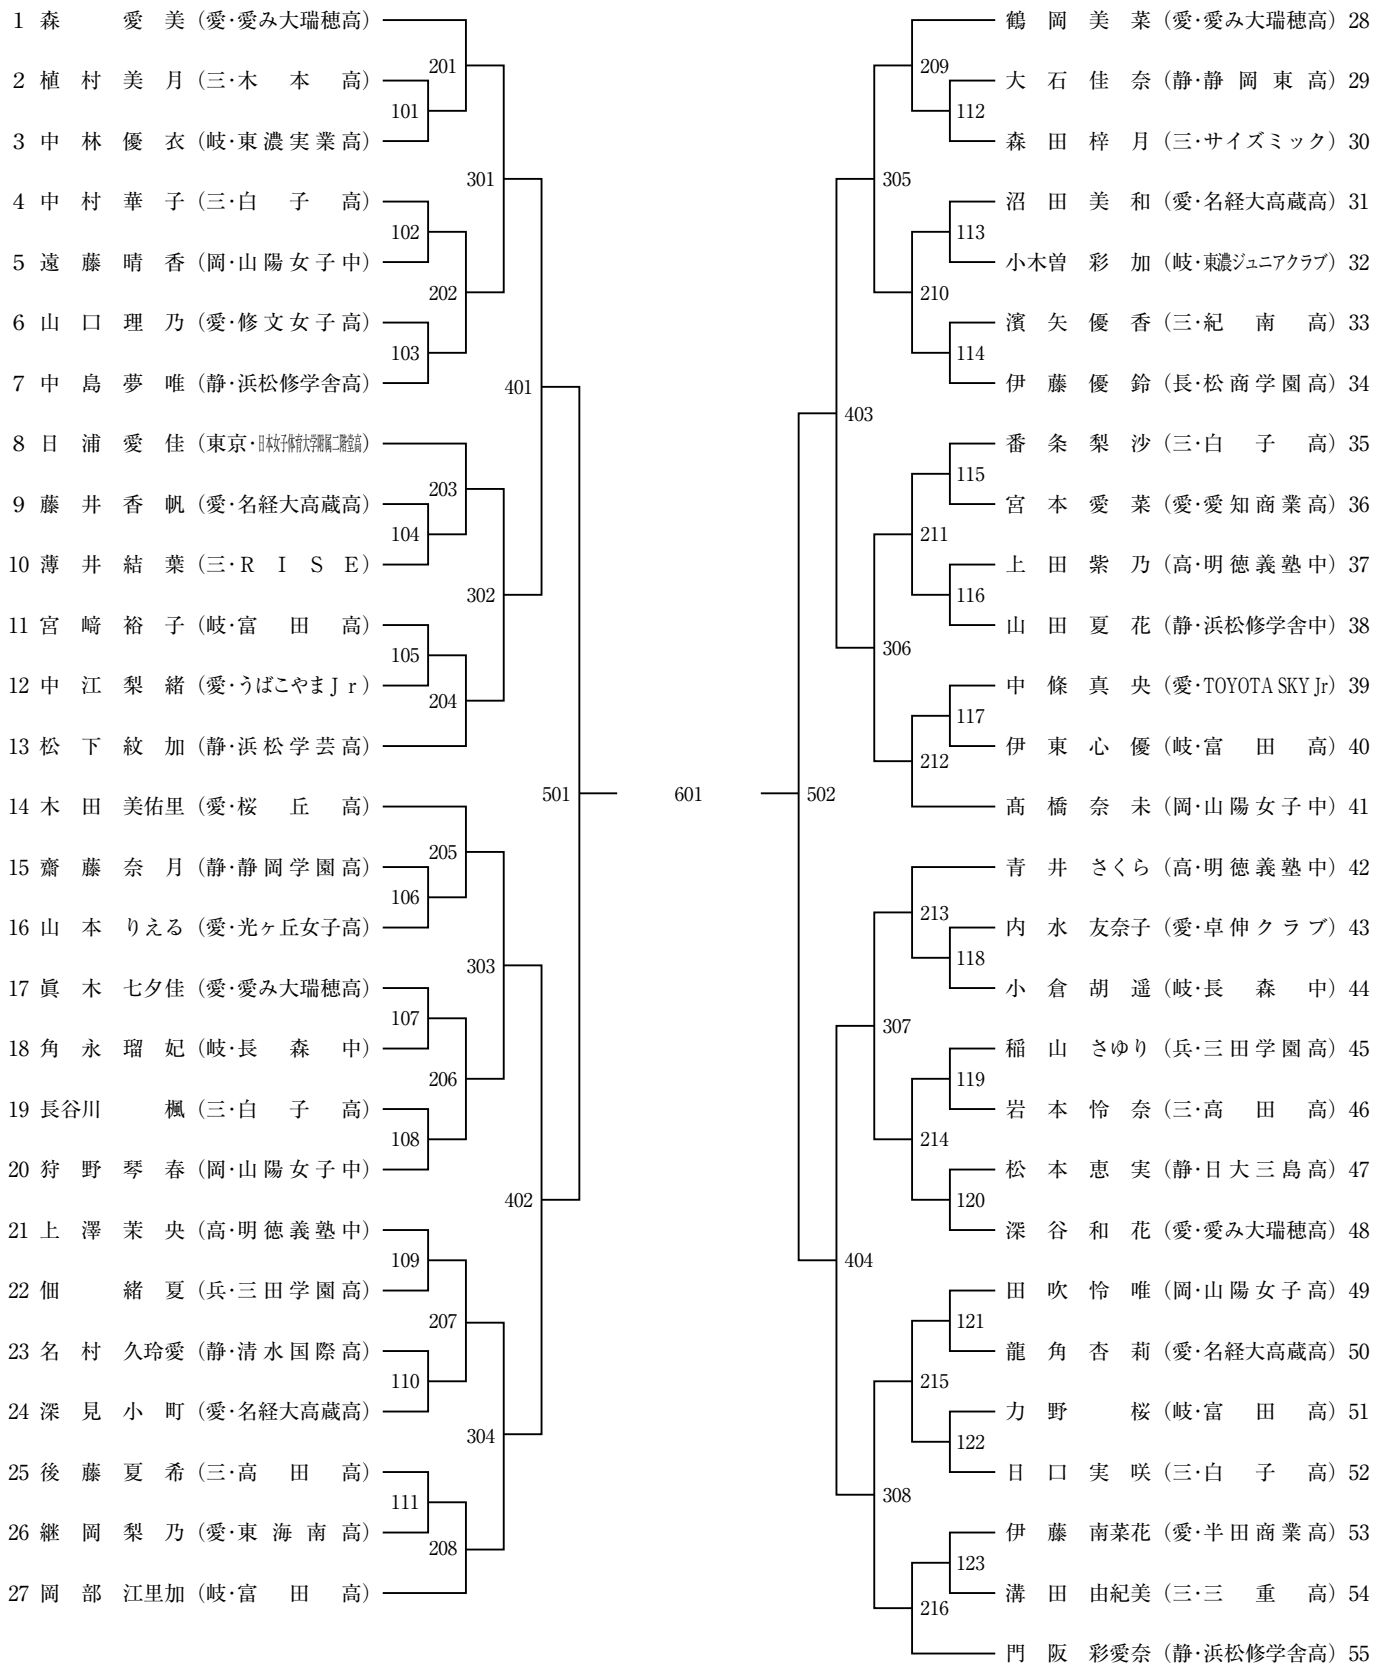 1 森 愛 美 (愛・愛み大瑞穂高)
2 植 村 美 月 (三・木 本 高)
3 中 林 優 衣 (岐・東濃実業高)
4 中 村 華 子 (三・白 子 高)
5 遠 藤 晴 香 (岡・山陽女子中)
6 山 口 理 乃 (愛・修文女子高)
7 中 島 夢 唯 (静・浜松修学舎高)
8 日 浦 愛 佳 (東京・日本女子体育大学附属二階堂高)
9 藤 井 香 帆 (愛・名経大高蔵高)
10 薄 井 結 葉 (三・R I S E)
11 宮 﨑 裕 子 (岐・富 田 高)
12 中 江 梨 緒 (愛・うばこやまJr)
13 松 下 紋 加 (静・浜松学芸高)
14 木 田 美佑里 (愛・桜 丘 高)
15 齋 藤 奈 月 (静・静岡学園高)
16 山 本 りえる (愛・光ヶ丘女子高)
17 眞 木 七夕佳 (愛・愛み大瑞穂高)
18 角 永 瑠 妃 (岐・長 森 中)
19 長谷川 楓 (三・白 子 高)
20 狩 野 琴 春 (岡・山陽女子中)
21 上 澤 茉 央 (高・明徳義塾中)
22 佃 緒 夏 (兵・三田学園高)
23 名 村 久玲愛 (静・清水国際高)
24 深 見 小 町 (愛・名経大高蔵高)
25 後 藤 夏 希 (三・高 田 高)
26 継 岡 梨 乃 (愛・東海南高)
27 岡 部 江里加 (岐・富 田 高)
101
102
103
104
105
106
107
108
109
110
111
201
202
203
204
205
206
207
208
301
302
303
304
401
402
501
601
502
403
404
305
306
307
308
209
210
211
212
213
214
215
216
112
113
114
115
116
117
118
119
120
121
122
123
鶴 岡 美 菜 (愛・愛み大瑞穂高) 28
大 石 佳 奈 (静・静岡東高) 29
森 田 梓 月 (三・サイズミック) 30
沼 田 美 和 (愛・名経大高蔵高) 31
小木曽 彩 加 (岐・東濃ジュニアクラブ) 32
濱 矢 優 香 (三・紀 南 高) 33
伊 藤 優 鈴 (長・松商学園高) 34
番 条 梨 沙 (三・白 子 高) 35
宮 本 愛 菜 (愛・愛知商業高) 36
上 田 紫 乃 (高・明徳義塾中) 37
山 田 夏 花 (静・浜松修学舎中) 38
中 條 真 央 (愛・TOYOTA SKY Jr) 39
伊 東 心 優 (岐・富 田 高) 40
髙 橋 奈 未 (岡・山陽女子中) 41
青 井 さくら (高・明徳義塾中) 42
内 水 友奈子 (愛・卓伸クラブ) 43
小 倉 胡 遥 (岐・長 森 中) 44
稲 山 さゆり (兵・三田学園高) 45
岩 本 怜 奈 (三・高 田 高) 46
松 本 恵 実 (静・日大三島高) 47
深 谷 和 花 (愛・愛み大瑞穂高) 48
田 吹 怜 唯 (岡・山陽女子高) 49
龍 角 杏 莉 (愛・名経大高蔵高) 50
力 野 桜 (岐・富 田 高) 51
日 口 実 咲 (三・白 子 高) 52
伊 藤 南菜花 (愛・半田商業高) 53
溝 田 由紀美 (三・三 重 高) 54
門 阪 彩愛奈 (静・浜松修学舎高) 55